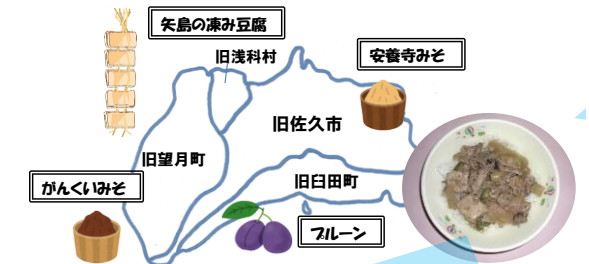 矢島の凍み豆腐
旧浅科村
安養寺みそ
旧佐久市
旧望月町
旧臼田町
がんくいみそ
プルーン